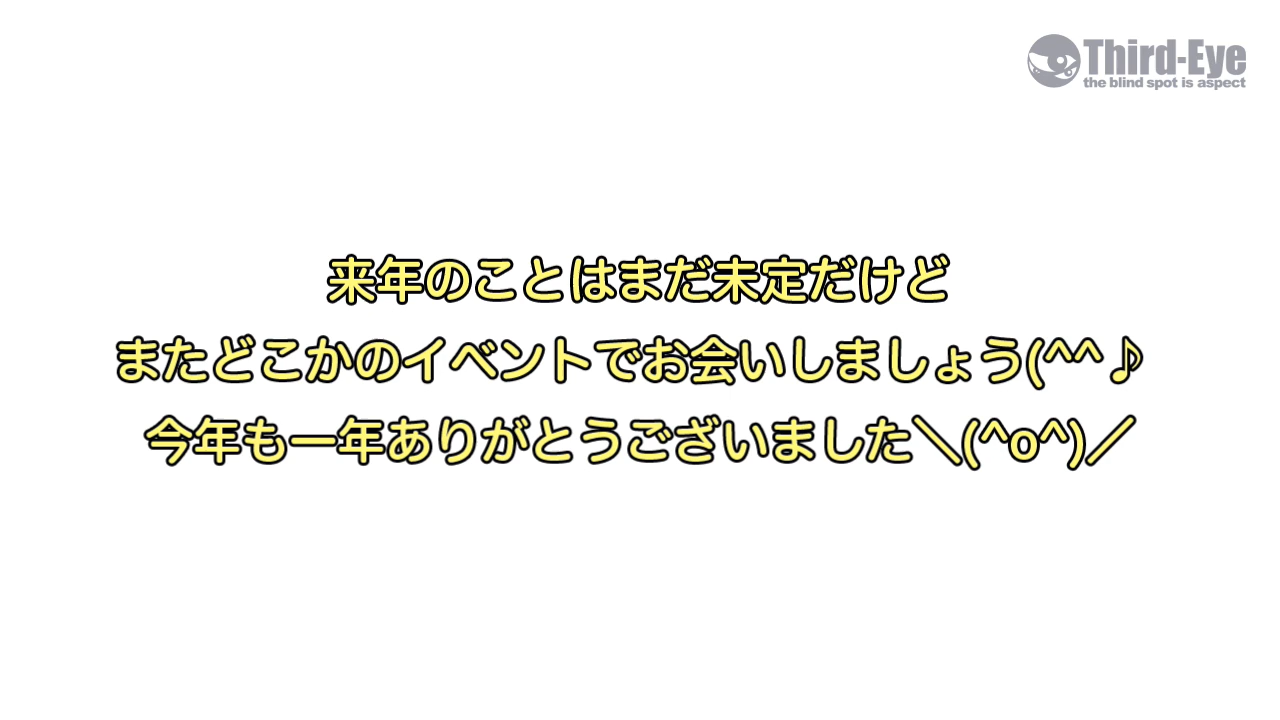 Third-Eye
the blind spot is aspect
来年のことはまだ未定だけど
またどこかのイベントでお会いしましょう(^^♪
今年も一年ありがとうございました＼(^o^)／